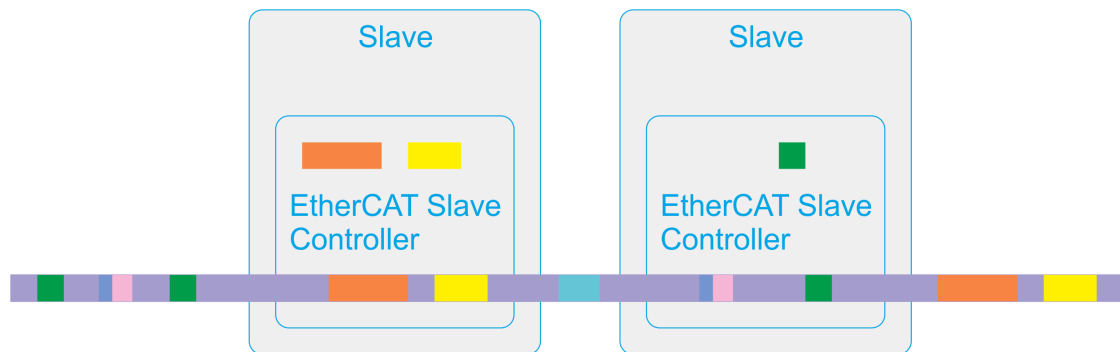 Slave
EtherCAT Slave
Controller
Slave
EtherCAT Slave
Controller